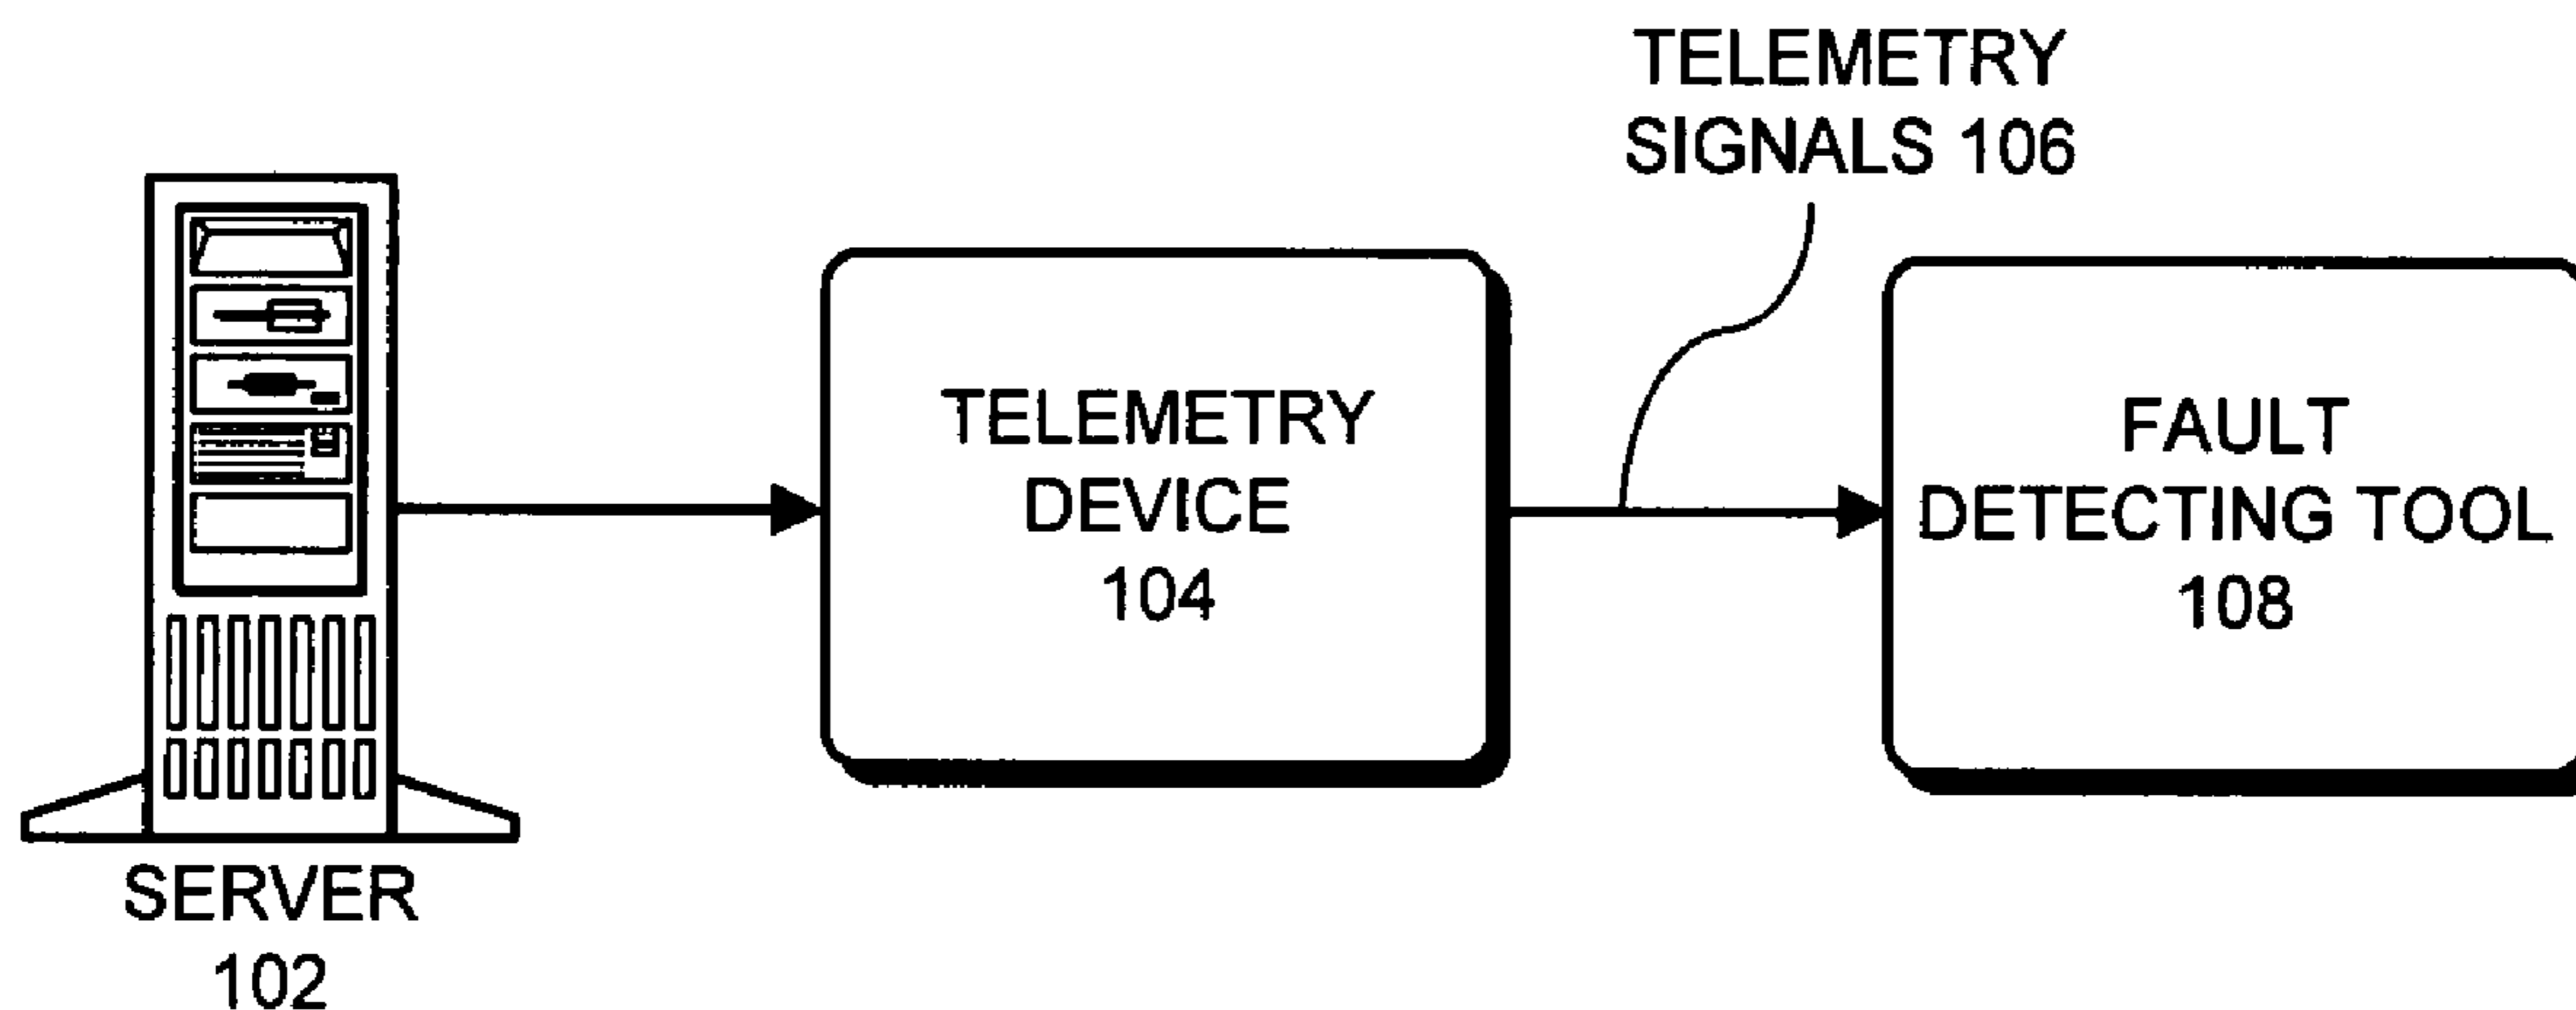 TELEMETRY
SIGNALS 106
TELEMETRY
DEVICE
104
FAULT
DETECTING TOOL
108
SERVER
102